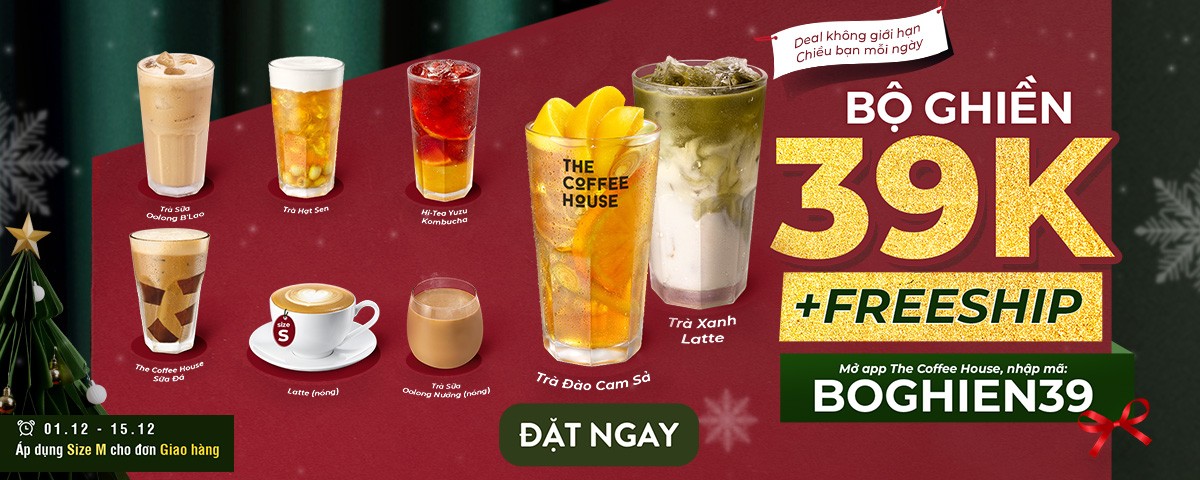 Deal không giới hạn
Chiều bạn mỗi ngày
BỘ GHIỀN
39K
+FREESHIP
Mở app The Coffee House, nhập mã:
BOGHIEN39
THE
COFFEE
HOUSE
Trà Sữa
Oolong B'Lao
Trà Hạt Sen
Hi-Tea Yuzu
Kombucha
The Coffee House
Sữa Đá
size
S
Latte (nóng)
Trà Sữa
Oolong Nướng (nóng)
Trà Đào Cam Sả
Trà Xanh
Latte
ĐẶT NGAY
01.12 - 15.12
Áp dụng Size M cho đơn Giao hàng